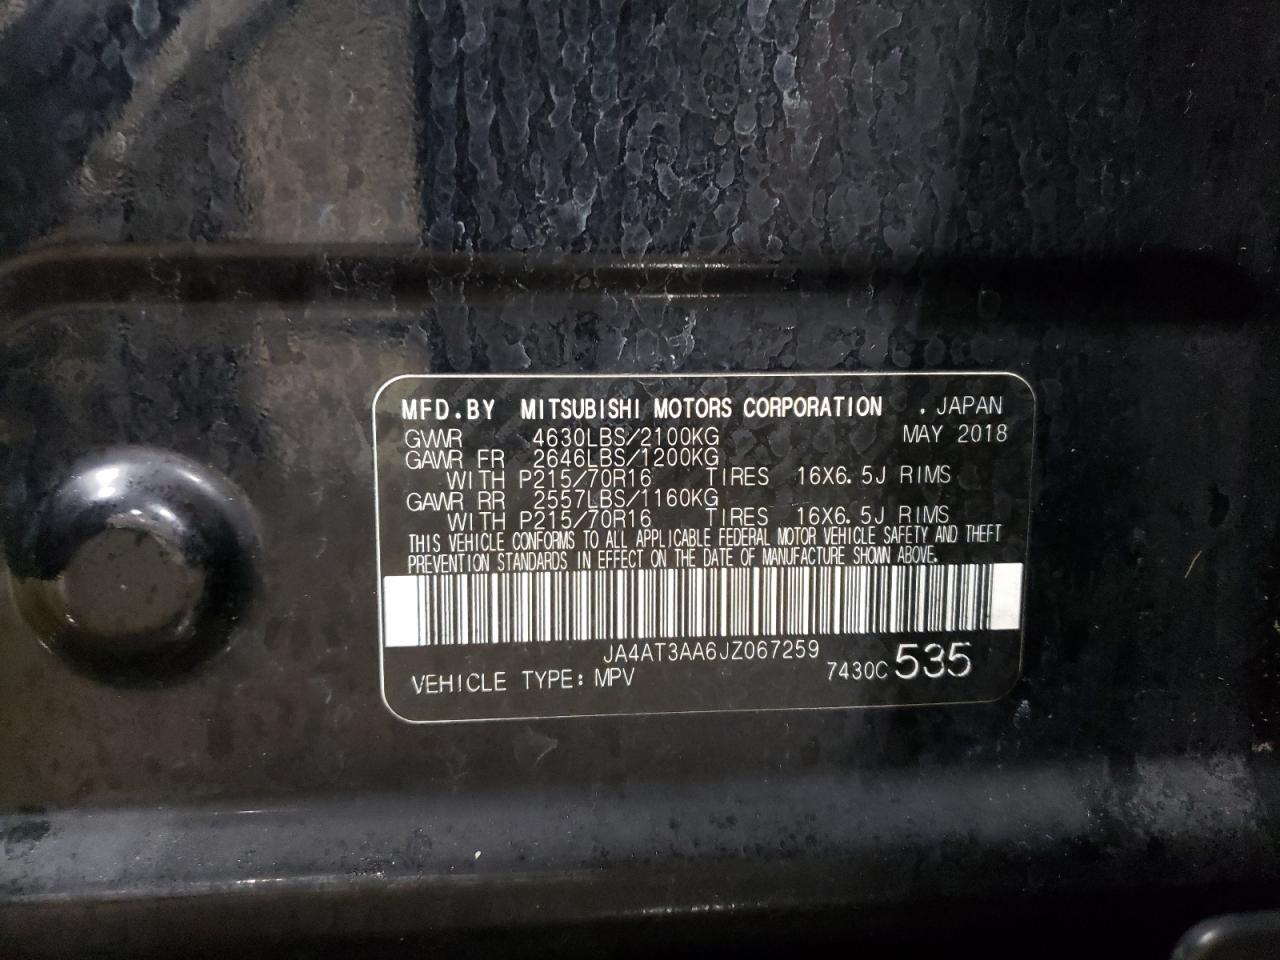 MFD.BY MITSUBISHI MOTORS CORPORATION . JAPAN
GVWR 4630LBS/2100KG MAY 2018
GAWR FR 2646LBS/1200KG
WITH P215/70R16 TIRES 16X6.5J RIMS
GAWR RR 2557LBS/1160KG
WITH P215/70R16 TIRES 16X6.5J RIMS
THIS VEHICLE CONFORMS TO ALL APPLICABLE FEDERAL MOTOR VEHICLE SAFETY AND THEFT
PREVENTION STANDARDS IN EFFECT ON THE DATE OF MANUFACTURE SHOWN ABOVE.
JA4AT3AA6JZ067259
VEHICLE TYPE: MPV 7430C 535